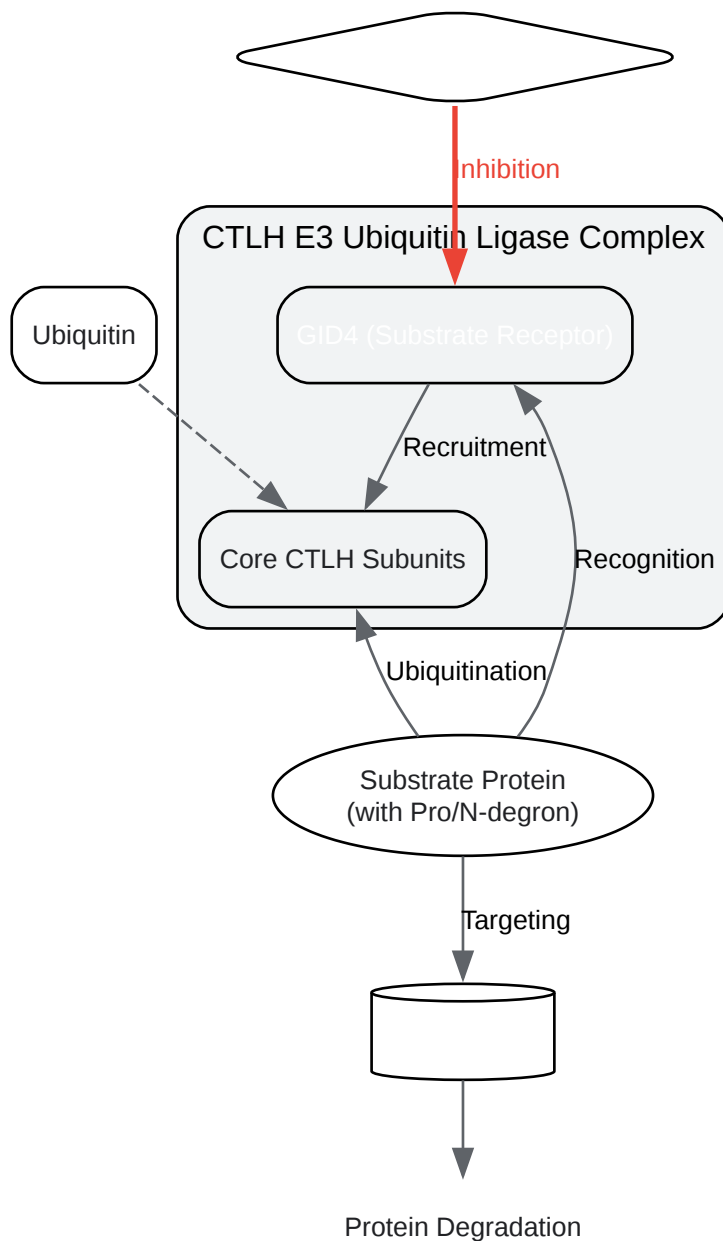 Inhibition
CTLH E3 Ubiquitin Ligase Complex
Ubiquitin
GID4 (Substrate Receptor)
Recruitment
Core CTLH Subunits
Recognition
Ubiquitination
Substrate Protein
(with Pro/N-degron)
Targeting
Protein Degradation